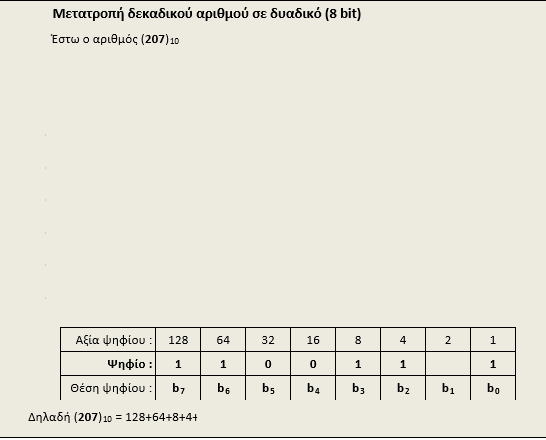 Μετατροπή δεκαδικού αριθμού σε δυαδικό (8 bit)
Έστω ο αριθμός (207)₁₀
Αξία ψηφίου : 128 64 32 16 8 4 2 1
Ψηφίο : 1 1 0 0 1 1 1
Θέση ψηφίου : b₇ b₆ b₅ b₄ b₃ b₂ b₁ b₀
Δηλαδή (207)₁₀ = 128+64+8+4+